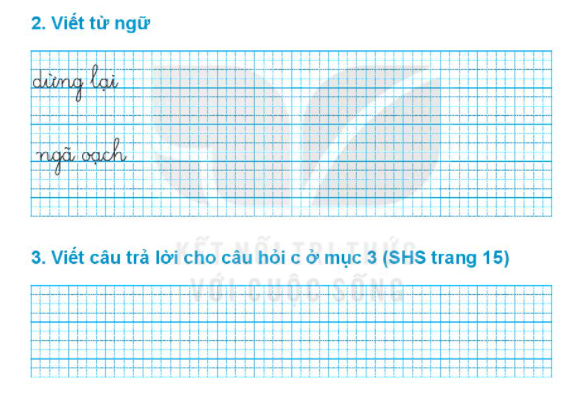 2. Viết từ ngữ
dừng lại
ngã oạch
KẾT NỐI TRI THỨC
3. Viết câu trả lời cho câu hỏi c ở mục 3 (SHS trang 15)
VỚI CUỘC SỐNG